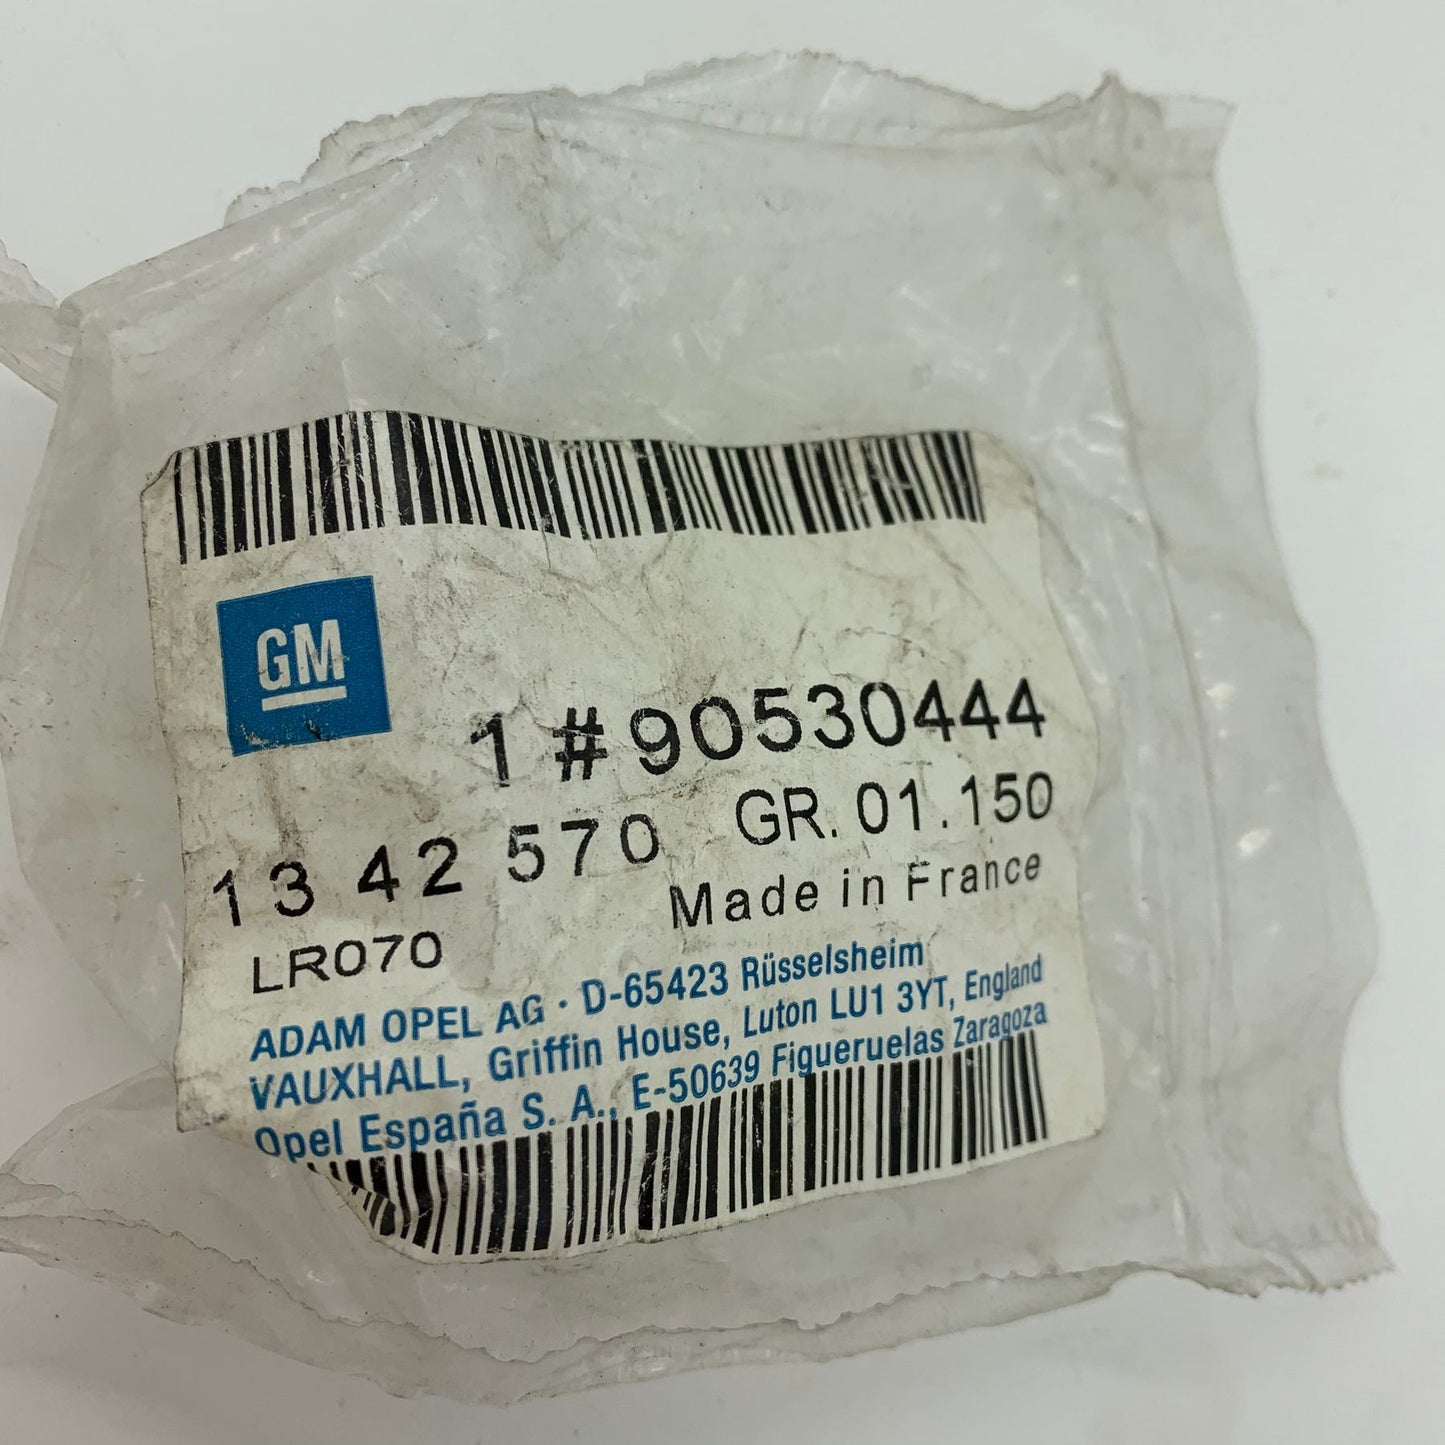 GM
1 #90530444
13 42 570 GR. 01.150
LR070 Made in France
ADAM OPEL AG · D-65423 Rüsselsheim
VAUXHALL, Griffin House, Luton LU1 3YT, England
Opel España S. A., E-50639 Figueruelas Zaragoza